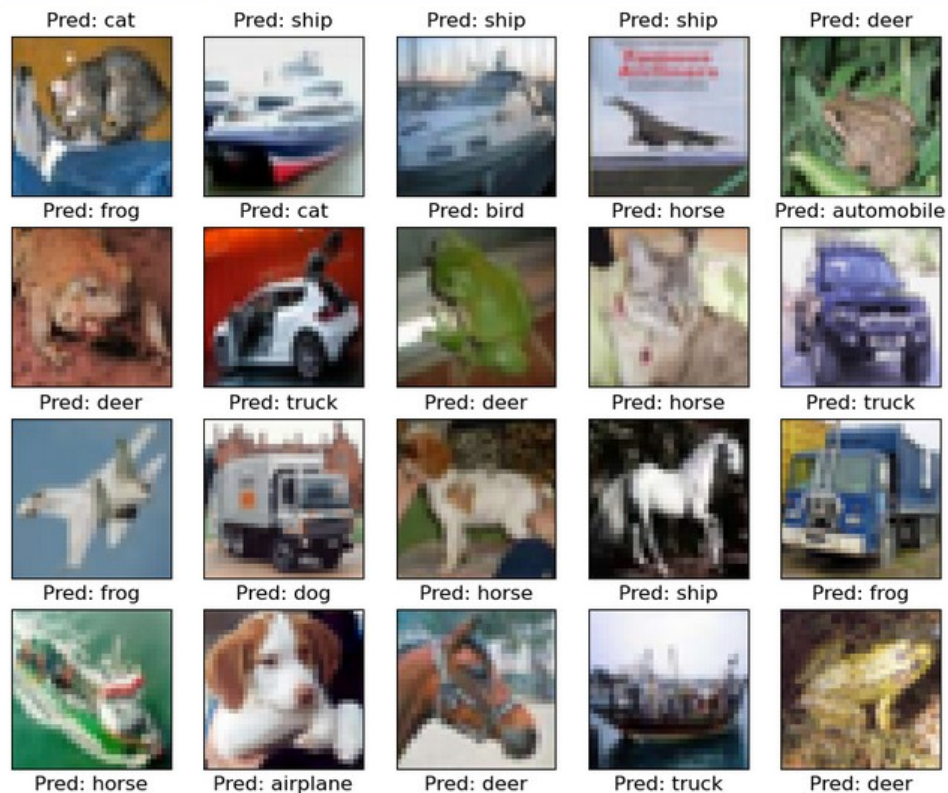 Pred: cat Pred: ship Pred: ship Pred: ship Pred: deer
Pred: frog Pred: cat Pred: bird Pred: horse Pred: automobile
Pred: deer Pred: truck Pred: deer Pred: horse Pred: truck
Pred: frog Pred: dog Pred: horse Pred: ship Pred: frog
Pred: horse Pred: airplane Pred: deer Pred: truck Pred: deer